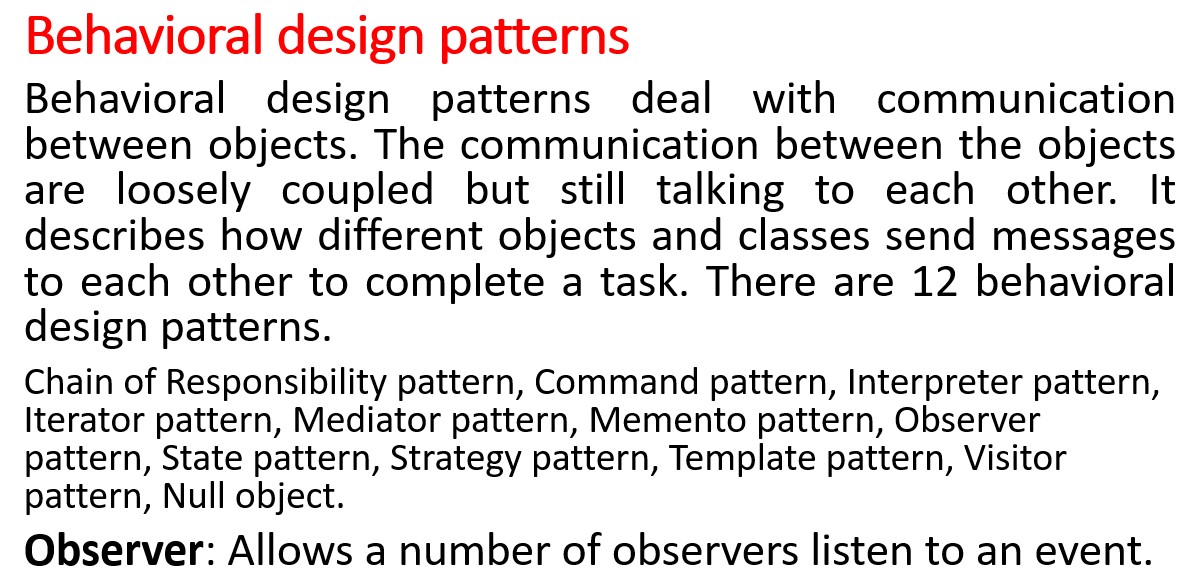 Behavioral design patterns
Behavioral design patterns deal with communication
between objects. The communication between the objects
are loosely coupled but still talking to each other. It
describes how different objects and classes send messages
to each other to complete a task. There are 12 behavioral
design patterns.
Chain of Responsibility pattern, Command pattern, Interpreter pattern,
Iterator pattern, Mediator pattern, Memento pattern, Observer
pattern, State pattern, Strategy pattern, Template pattern, Visitor
pattern, Null object.
Observer: Allows a number of observers listen to an event.